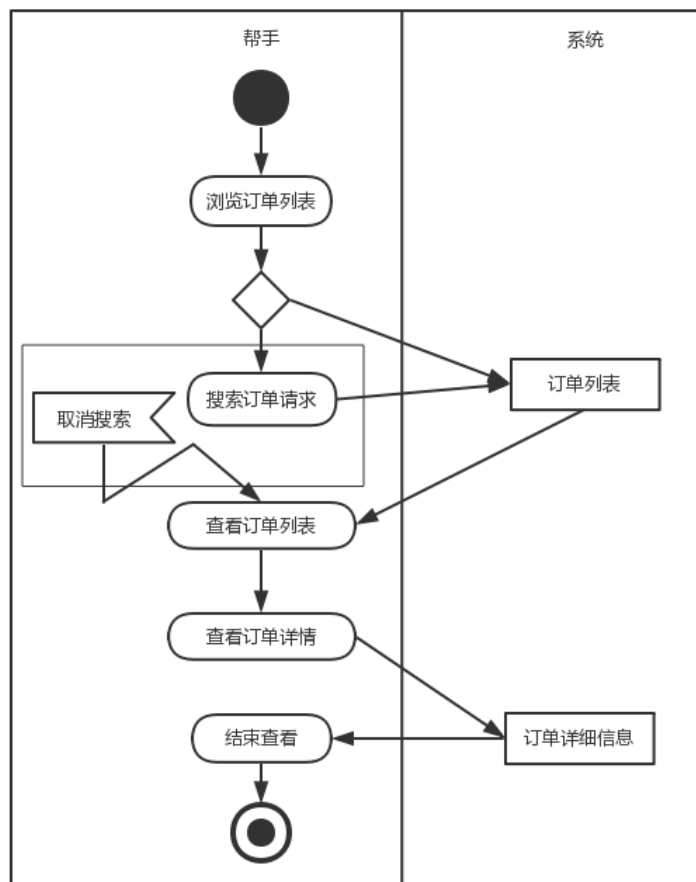 帮手
系统
浏览订单列表
搜索订单请求
订单列表
取消搜索
查看订单列表
查看订单详情
结束查看
订单详细信息